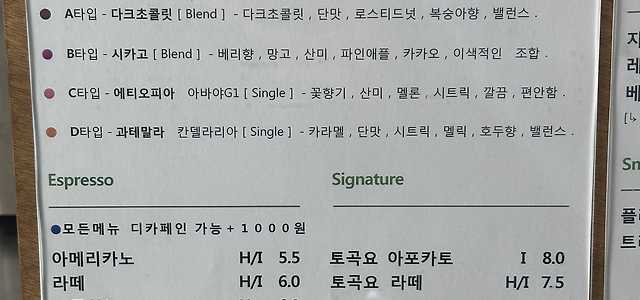 A타입 - 다크초콜릿 [ Blend ] - 다크초콜릿 , 단맛 , 로스티드넛 , 복숭아향 , 밸런스 .
B타입 - 시카고 [ Blend ] - 베리향 , 망고 , 산미 , 파인애플 , 카카오 , 이색적인 조합 .
C타입 - 에티오피아 아바야G1 [ Single ] - 꽃향기 , 산미 , 멜론 , 시트릭 , 깔끔 , 편안함 .
D타입 - 과테말라 칸델라리아 [ Single ] - 카라멜 , 단맛 , 시트릭 , 멜릭 , 호두향 , 밸런스 .
Espresso
●모든메뉴 디카페인 가능 + 1 0 0 0 원
아메리카노 H/I 5.5
라떼 H/I 6.0
Signature
토곡요 아포카토 I 8.0
토곡요 라떼 H/I 7.5